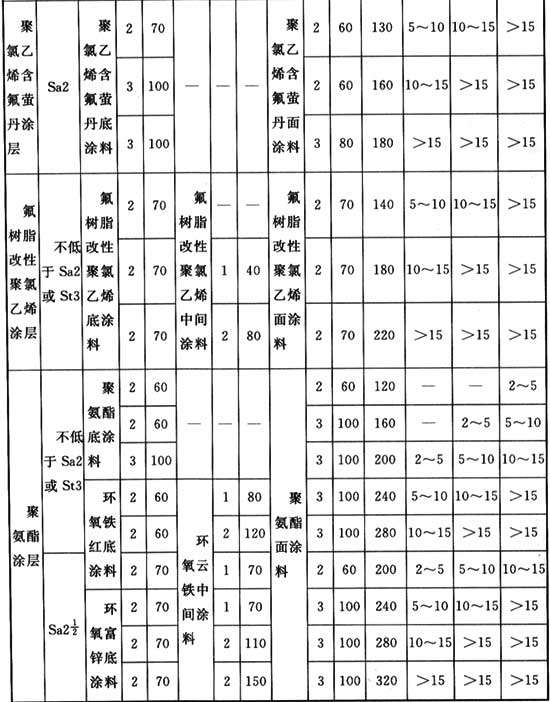 聚 聚 2 70 聚 2 60 130 5～10 10～15 ＞15
氯乙 氯乙 氯乙
烯含 Sa2 烯含 3 100 — — — 烯含 2 60 160 10～15 ＞15 ＞15
氟萤 氟萤 氟萤
丹涂 丹底 丹面
层 涂料 3 100 涂料 3 80 180 ＞15 ＞15 ＞15
氟 氟 2 70 氟 — — 氟 2 70 140 5～10 10～15 ＞15
树脂 树脂 树脂 树脂
改性 不低 改性 改性 改性
聚氯 于 Sa2 聚氯 2 70 聚氯 1 40 聚氯 2 70 180 10～15 ＞15 ＞15
乙烯 或 St3 乙烯 乙烯 乙烯
涂层 底涂 中间 面涂
料 2 70 涂料 2 80 料 2 70 220 ＞15 ＞15 ＞15
聚 2 60 2 60 120 — — 2～5
不低 氨酯 2 60 — — — 3 100 160 — 2～5 5～10
于 Sa2 底涂
或 St3 料 3 100 3 100 200 2～5 5～10 10～15
聚 环 2 60 1 80 聚 3 100 240 5～10 10～15 ＞15
氨酯 氧铁 2 60 环 2 120 氨酯 3 100 280 10～15 ＞15 ＞15
涂层 红底 氧云 面涂
涂料 2 70 铁中 1 70 料 2 60 200 2～5 5～10 10～15
Sa2½ 环 2 70 间涂 1 70 3 100 240 5～10 10～15 ＞15
氧富 2 70 料 2 110 3 100 280 10～15 ＞15 ＞15
锌底
涂料 2 70 2 150 3 100 320 ＞15 ＞15 ＞15